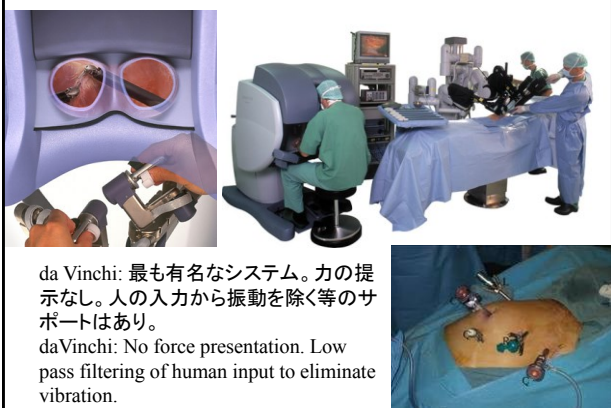 da Vinchi: 最も有名なシステム。力の提
示なし。人の入力から振動を除く等のサ
ポートはあり。
daVinchi: No force presentation. Low
pass filtering of human input to eliminate
vibration.